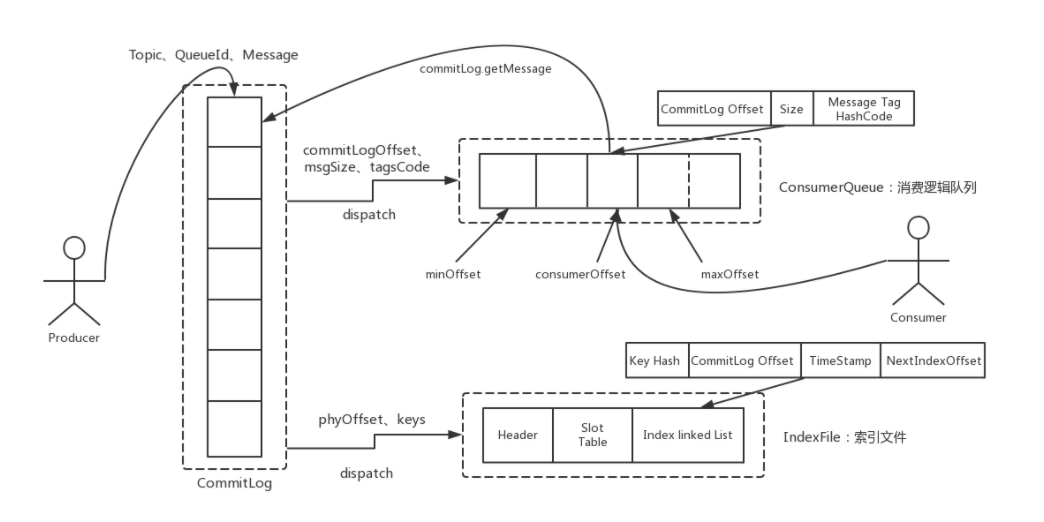 Topic、QueueId、Message
commitLog.getMessage
CommitLog Offset
Size
Message Tag
HashCode
commitLogOffset、
msgSize、tagsCode
dispatch
ConsumerQueue：消费逻辑队列
minOffset
consumerOffset
maxOffset
Producer
Consumer
Key Hash
CommitLog Offset
TimeStamp
NextIndexOffset
phyOffset、keys
dispatch
Header
Slot
Table
Index linked List
IndexFile：索引文件
CommitLog